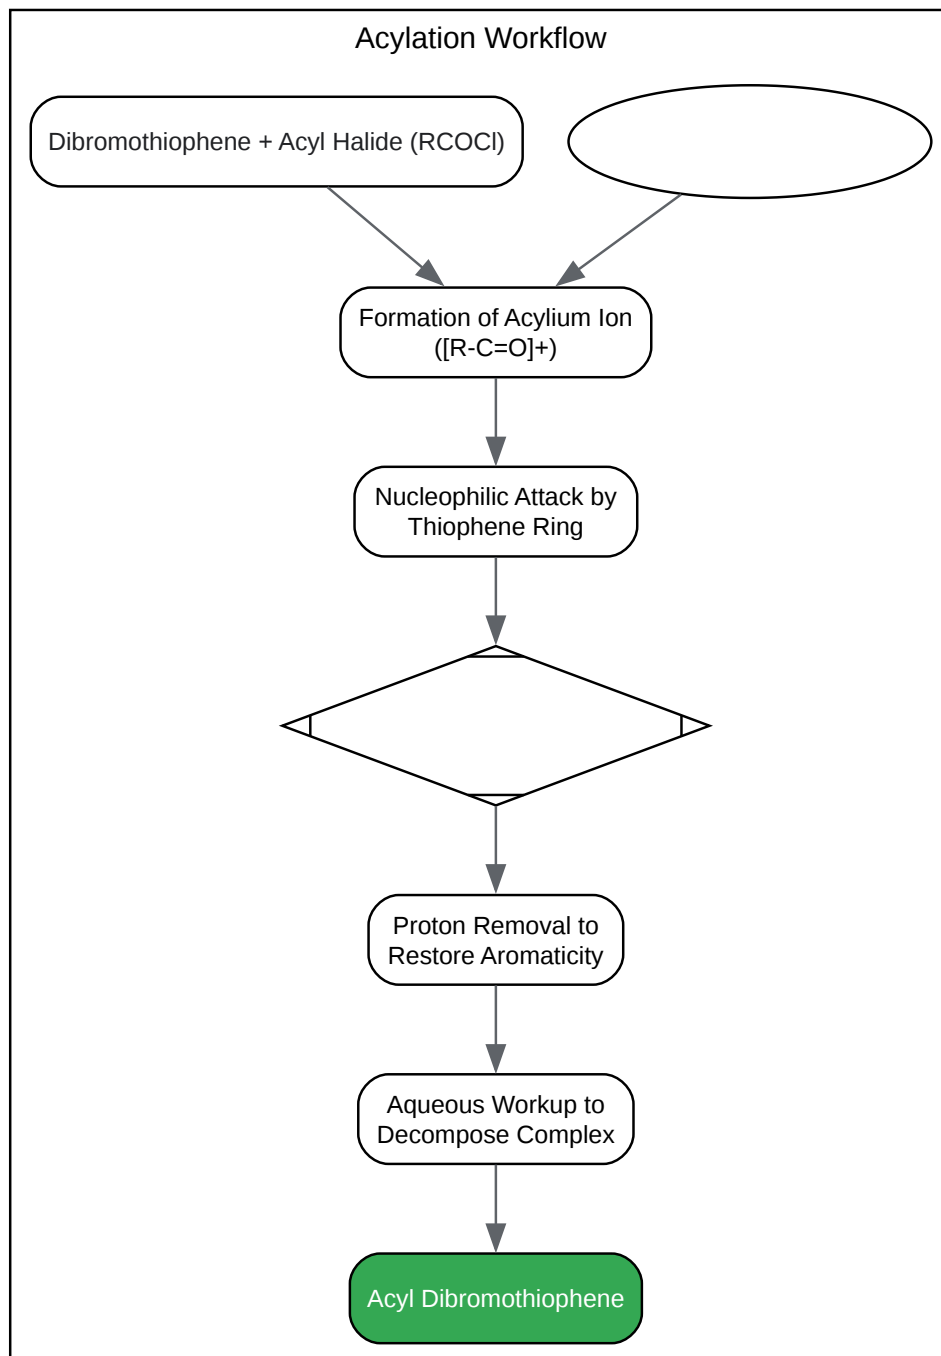 Acylation Workflow
Dibromothiophene + Acyl Halide (RCOCl)
Formation of Acylium Ion
([R-C=O]+)
Nucleophilic Attack by
Thiophene Ring
Proton Removal to
Restore Aromaticity
Aqueous Workup to
Decompose Complex
Acyl Dibromothiophene